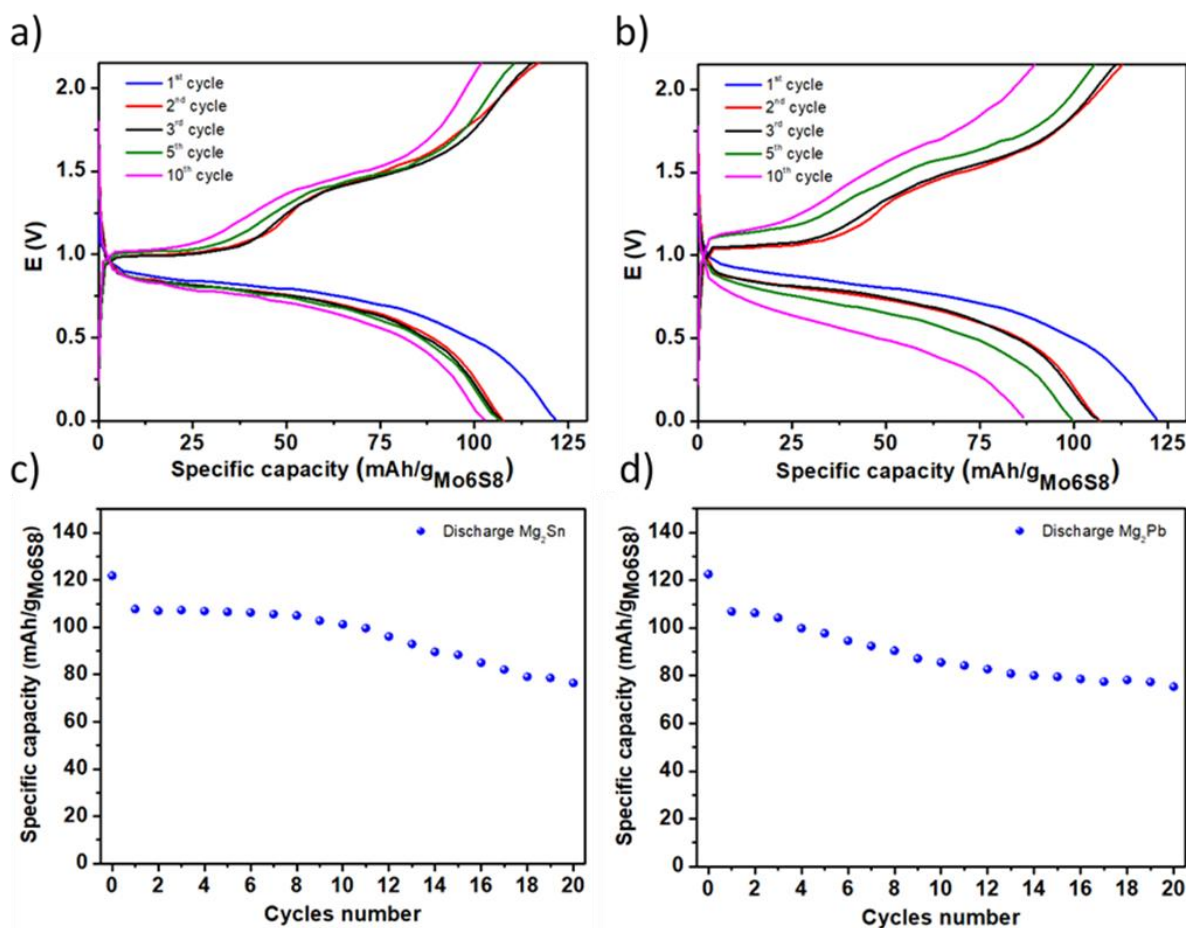 a)
1st cycle
2nd cycle
3rd cycle
5th cycle
10th cycle
2.0
1.5
1.0
0.5
0.0
E (V)
0 25 50 75 100 125
Specific capacity (mAh/gMo6S8)
b)
1st cycle
2nd cycle
3rd cycle
5th cycle
10th cycle
2.0
1.5
1.0
0.5
0.0
E (V)
0 25 50 75 100 125
Specific capacity (mAh/gMo6S8)
c)
Discharge Mg2Sn
140
120
100
80
60
40
20
0
Specific capacity (mAh/gMo6S8)
0 2 4 6 8 10 12 14 16 18 20
Cycles number
d)
Discharge Mg2Pb
140
120
100
80
60
40
20
0
Specific capacity (mAh/gMo6S8)
0 2 4 6 8 10 12 14 16 18 20
Cycles number